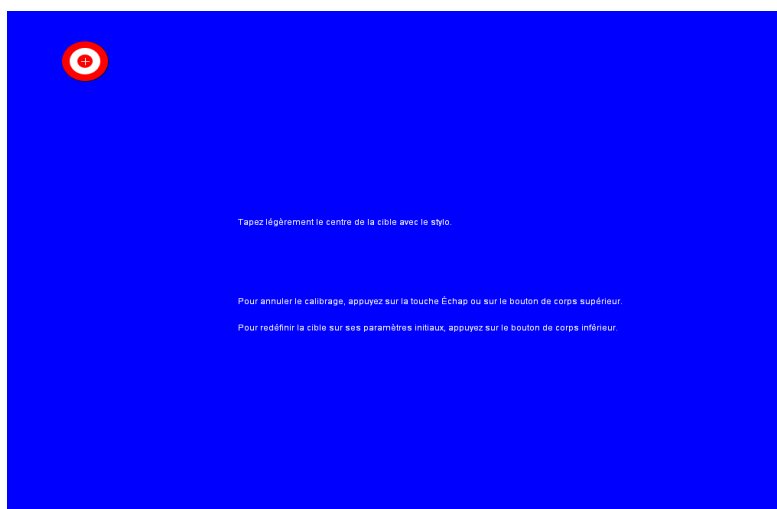 Tapez légèrement le centre de la cible avec le stylo.
Pour annuler le calibrage, appuyez sur la touche Échap ou sur le bouton de corps supérieur.
Pour redéfinir la cible sur ses paramètres initiaux, appuyez sur le bouton de corps inférieur.